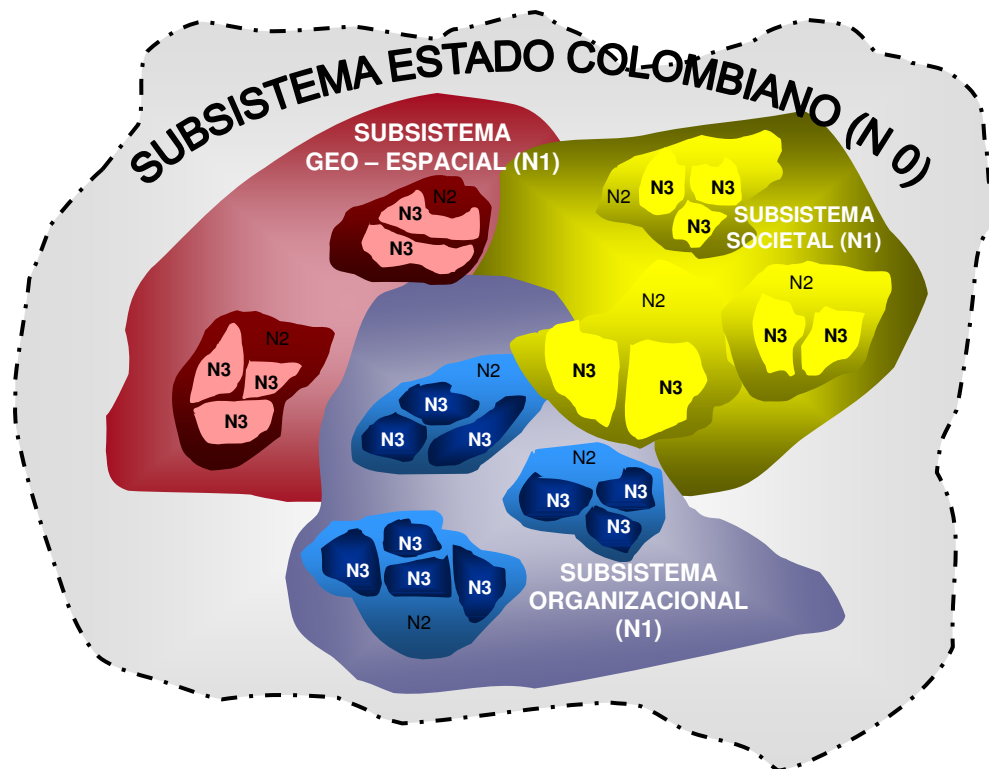 SUBSISTEMA ESTADO COLOMBIANO (N 0)
SUBSISTEMA
GEO – ESPACIAL (N1)
N2
N3
N3
N2
N3
N3
N3
N2
N3
N3
N3
SUBSISTEMA
SOCIETAL (N1)
N2
N3
N3
N2
N3
N3
N2
N3
N3
N3
N2
N3
N3
N3
N3
N3
N3
N3
N2
SUBSISTEMA
ORGANIZACIONAL
(N1)